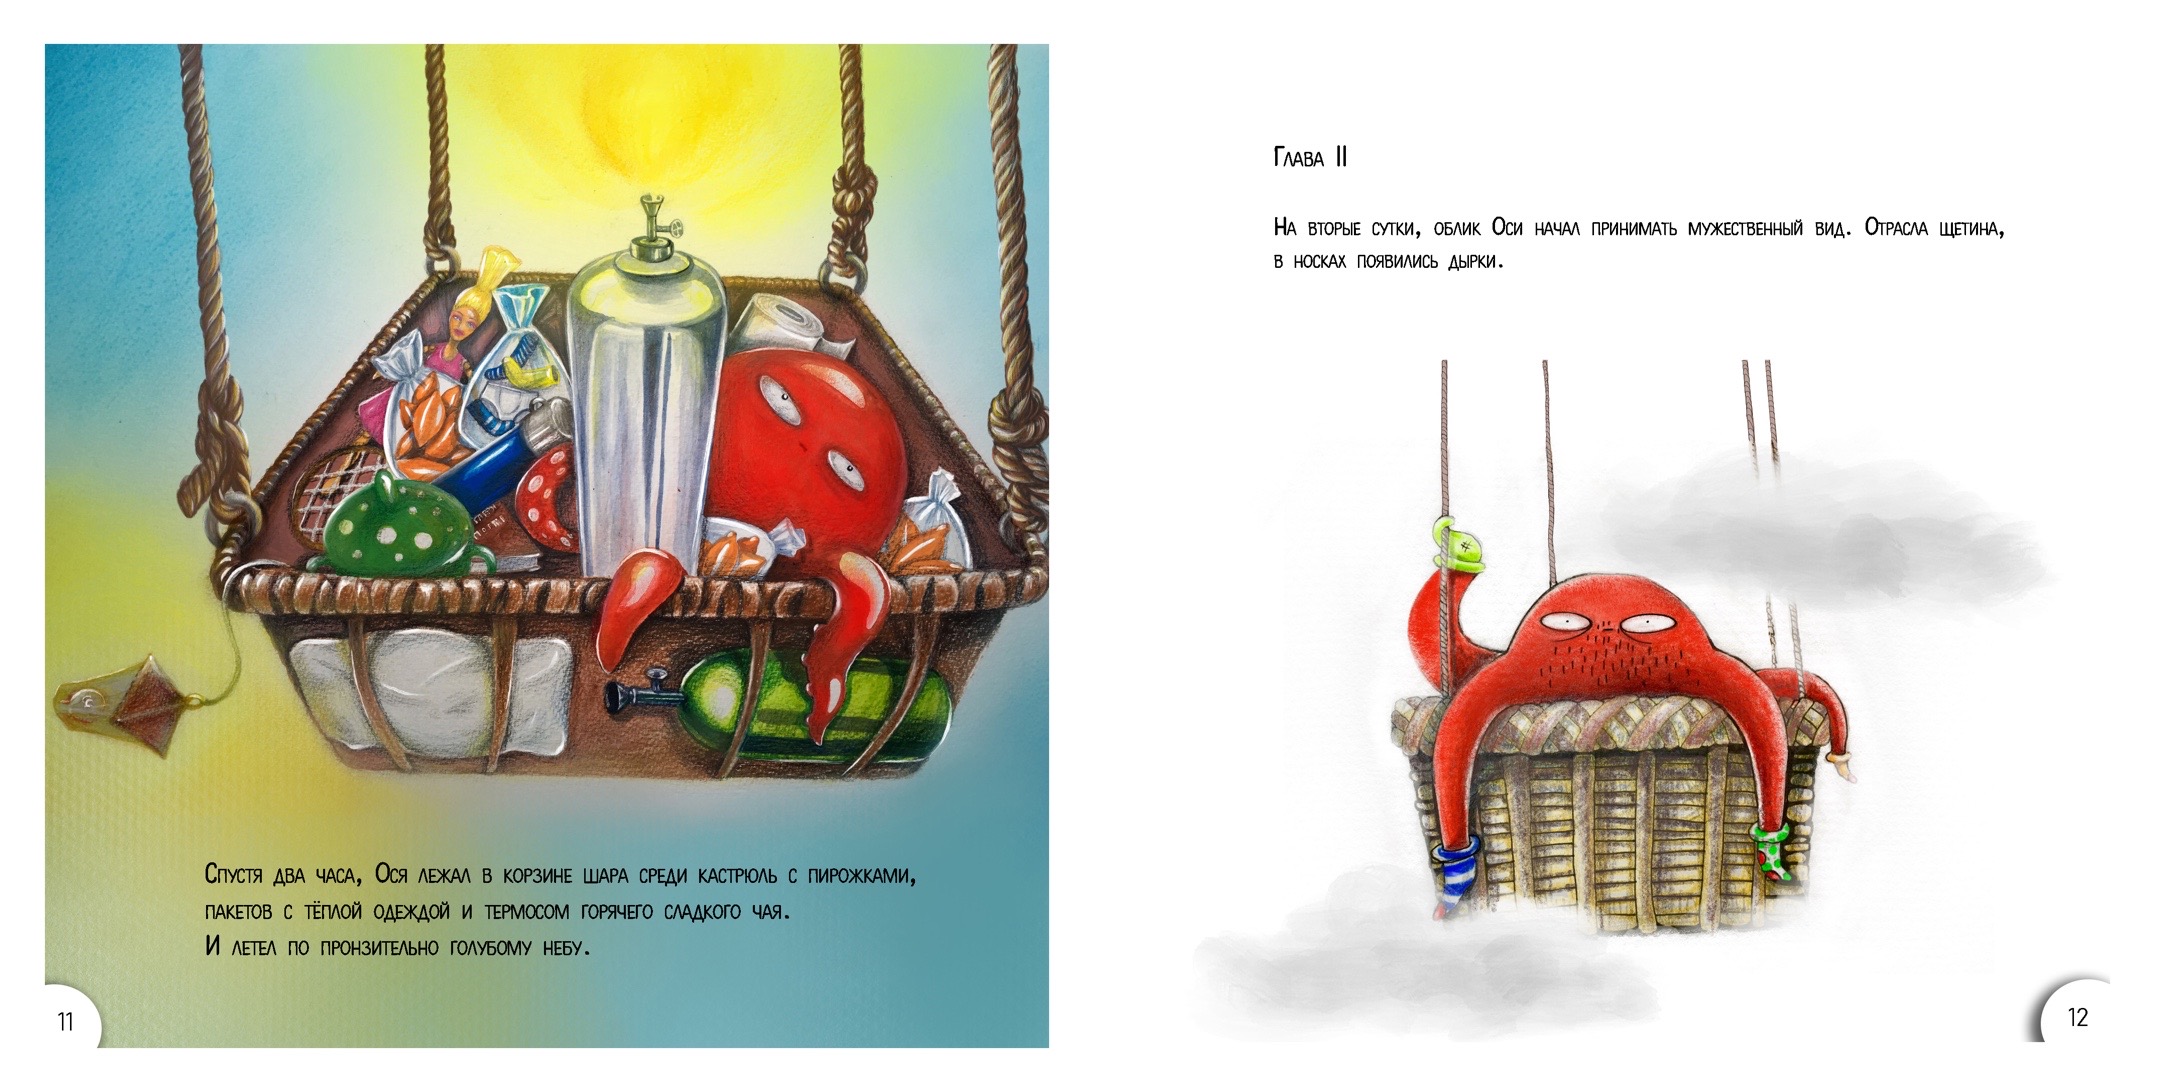 Спустя два часа, Ося лежал в корзине шара среди кастрюль с пирожками,
пакетов с тёплой одеждой и термосом горячего сладкого чая.
И летел по пронзительно голубому небу.
11
Глава II
На вторые сутки, облик Оси начал принимать мужественный вид. Отрасла щетина,
в носках появились дырки.
12